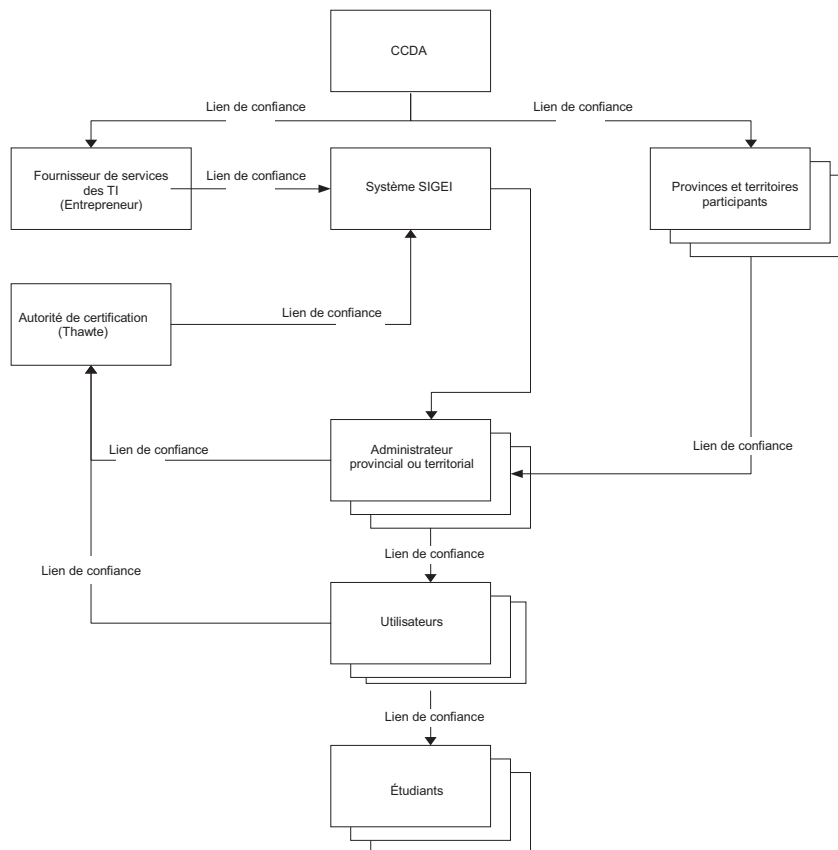 CCDA
Lien de confiance
Lien de confiance
Fournisseur de services
des TI
(Entrepreneur)
Lien de confiance
Système SIGEI
Provinces et territoires
participants
Autorité de certification
(Thawte)
Lien de confiance
Lien de confiance
Administrateur
provincial ou territorial
Lien de confiance
Lien de confiance
Lien de confiance
Utilisateurs
Lien de confiance
Étudiants